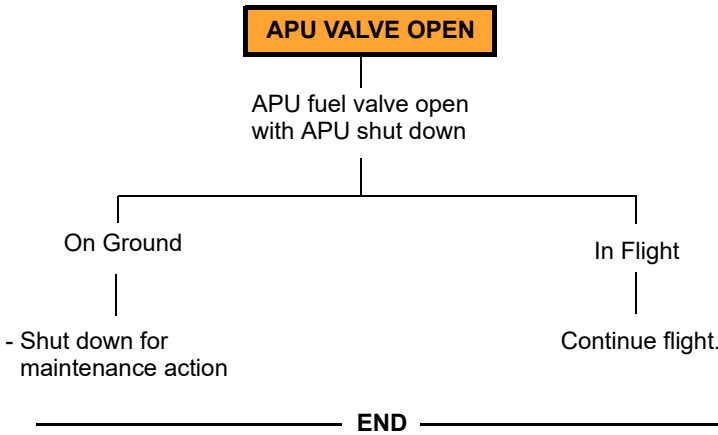 APU VALVE OPEN
APU fuel valve open
with APU shut down
On Ground
In Flight
- Shut down for
maintenance action
Continue flight.
END